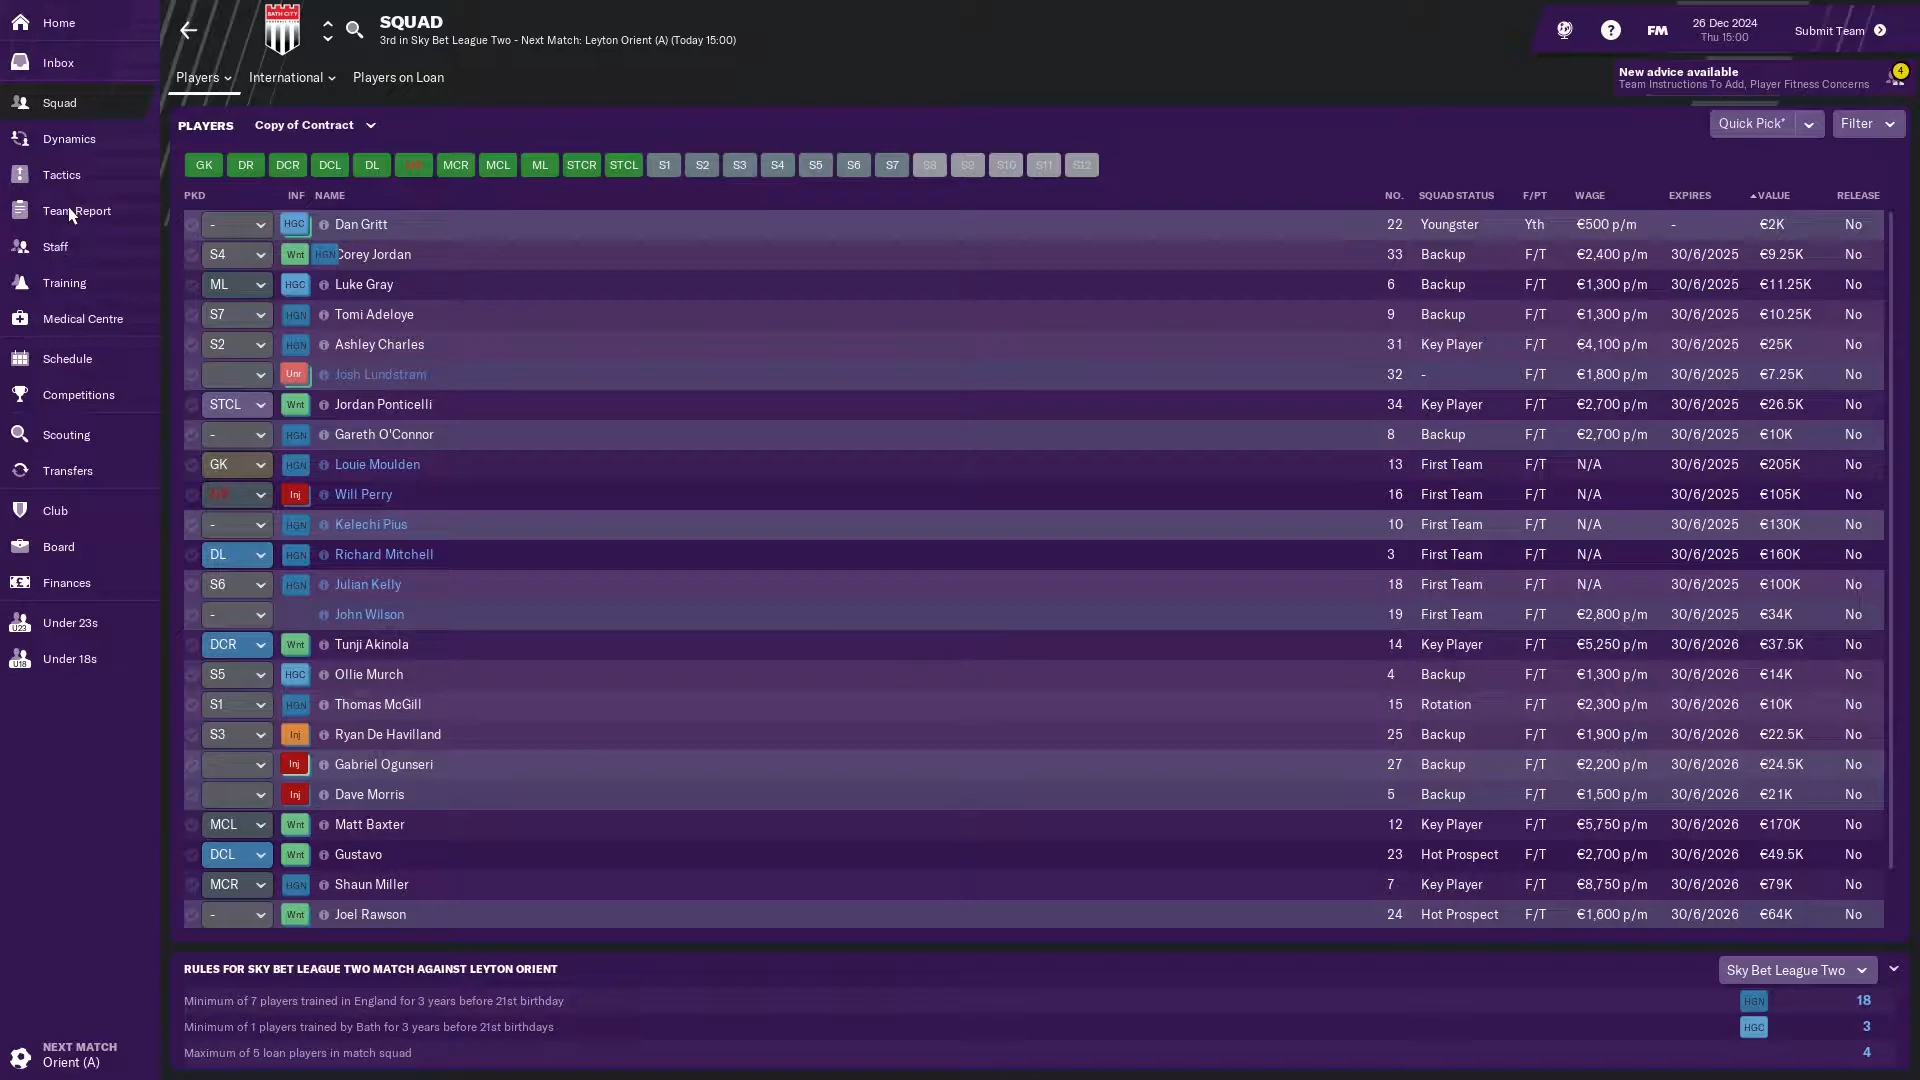 Home
Inbox
Squad
Dynamics
Tactics
Team Report
Staff
Training
Medical Centre
Schedule
Competitions
Scouting
Transfers
Club
Board
Finances
U23 Under 23s
U18 Under 18s
NEXT MATCH
Orient (A)
BATH CITY
SQUAD
3rd in Sky Bet League Two - Next Match: Leyton Orient (A) (Today 15:00)
? FM 26 Dec 2024
Thu 15:00
Submit Team
Players International Players on Loan
New advice available 4
Team Instructions To Add, Player Fitness Concerns
PLAYERS Copy of Contract Quick Pick* Filter
GK DR DCR DCL DL MCR MCL ML STCR STCL S1 S2 S3 S4 S5 S6 S7 S8 S9 S10 S11 S12
PKD INF NAME NO. SQUAD STATUS F/PT WAGE EXPIRES VALUE RELEASE
- HGC Dan Gritt 22 Youngster Yth €500 p/m - €2K No
S4 Wnt HGN Corey Jordan 33 Backup F/T €2,400 p/m 30/6/2025 €9.25K No
ML HGC Luke Gray 6 Backup F/T €1,300 p/m 30/6/2025 €11.25K No
S7 HGN Tomi Adeloye 9 Backup F/T €1,300 p/m 30/6/2025 €10.25K No
S2 HGN Ashley Charles 31 Key Player F/T €4,100 p/m 30/6/2025 €25K No
Unr Josh Lundstram 32 - F/T €1,800 p/m 30/6/2025 €7.25K No
STCL Wnt Jordan Ponticelli 34 Key Player F/T €2,700 p/m 30/6/2025 €26.5K No
- HGN Gareth O'Connor 8 Backup F/T €2,700 p/m 30/6/2025 €10K No
GK HGN Louie Moulden 13 First Team F/T N/A 30/6/2025 €205K No
Inj Will Perry 16 First Team F/T N/A 30/6/2025 €105K No
- HGN Kelechi Pius 10 First Team F/T N/A 30/6/2025 €130K No
DL HGN Richard Mitchell 3 First Team F/T N/A 30/6/2025 €160K No
S6 HGN Julian Kelly 18 First Team F/T N/A 30/6/2025 €100K No
- John Wilson 19 First Team F/T €2,800 p/m 30/6/2025 €34K No
DCR Wnt Tunji Akinola 14 Key Player F/T €5,250 p/m 30/6/2026 €37.5K No
S5 HGC Ollie Murch 4 Backup F/T €1,300 p/m 30/6/2026 €14K No
S1 HGN Thomas McGill 15 Rotation F/T €2,300 p/m 30/6/2026 €10K No
S3 Inj Ryan De Havilland 25 Backup F/T €1,900 p/m 30/6/2026 €22.5K No
Inj Gabriel Ogunseri 27 Backup F/T €2,200 p/m 30/6/2026 €24.5K No
Inj Dave Morris 5 Backup F/T €1,500 p/m 30/6/2026 €21K No
MCL Wnt Matt Baxter 12 Key Player F/T €5,750 p/m 30/6/2026 €170K No
DCL Wnt Gustavo 23 Hot Prospect F/T €2,700 p/m 30/6/2026 €49.5K No
MCR HGN Shaun Miller 7 Key Player F/T €8,750 p/m 30/6/2026 €79K No
- Wnt Joel Rawson 24 Hot Prospect F/T €1,600 p/m 30/6/2026 €64K No
RULES FOR SKY BET LEAGUE TWO MATCH AGAINST LEYTON ORIENT Sky Bet League Two
Minimum of 7 players trained in England for 3 years before 21st birthday HGN 18
Minimum of 1 players trained by Bath for 3 years before 21st birthdays HGC 3
Maximum of 5 loan players in match squad 4